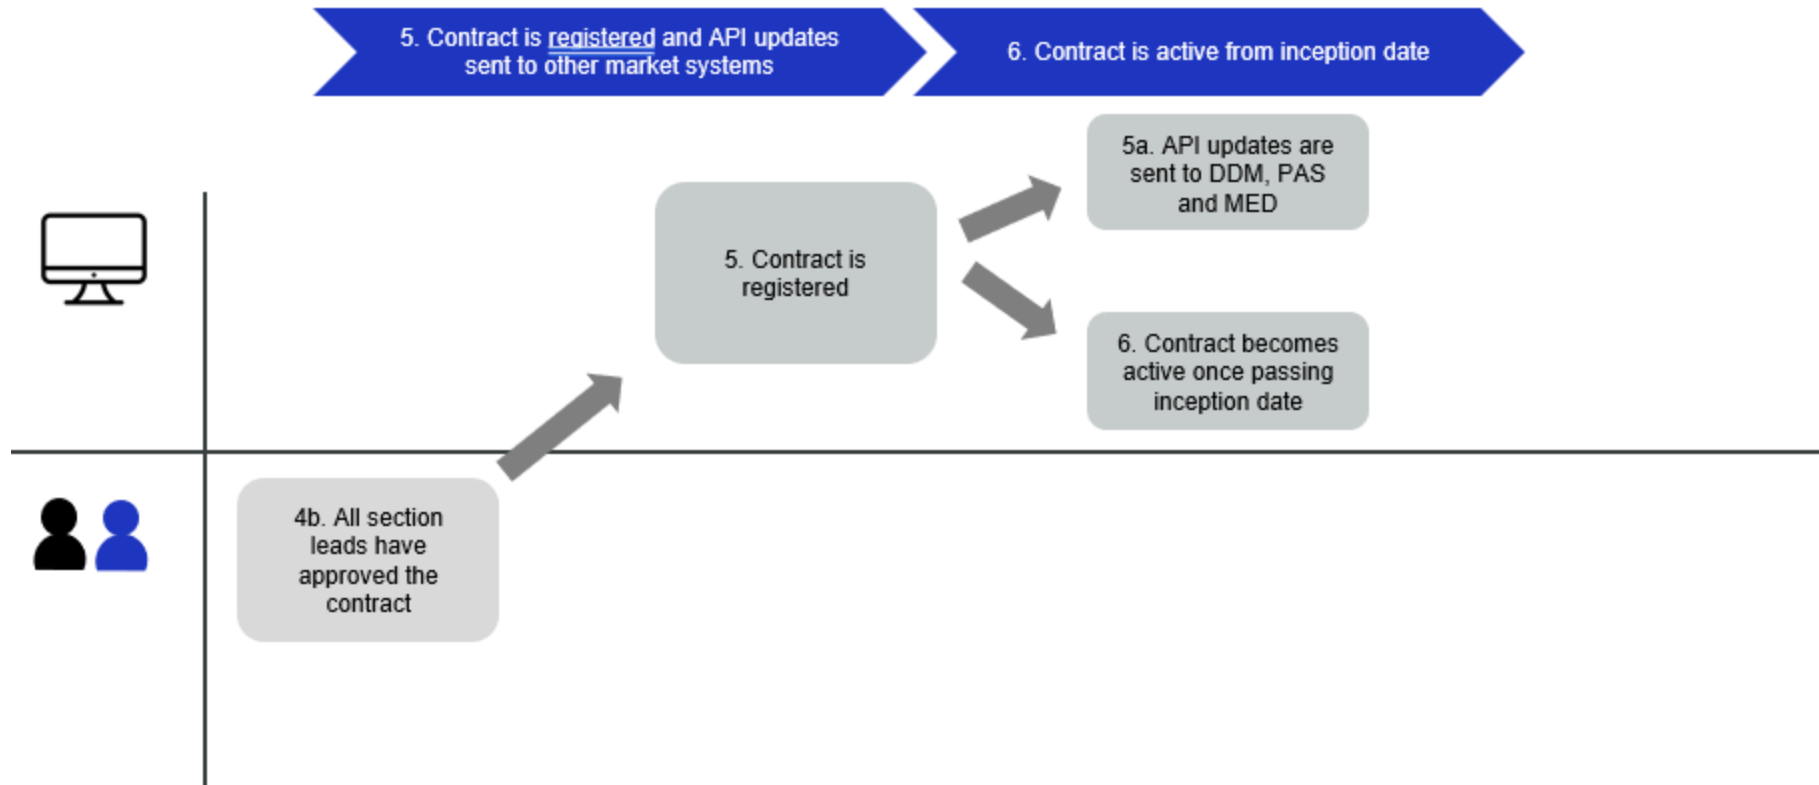 5. Contract is registered and API updates
sent to other market systems
6. Contract is active from inception date
5a. API updates are
sent to DDM, PAS
and MED
5. Contract is
registered
6. Contract becomes
active once passing
inception date
4b. All section
leads have
approved the
contract